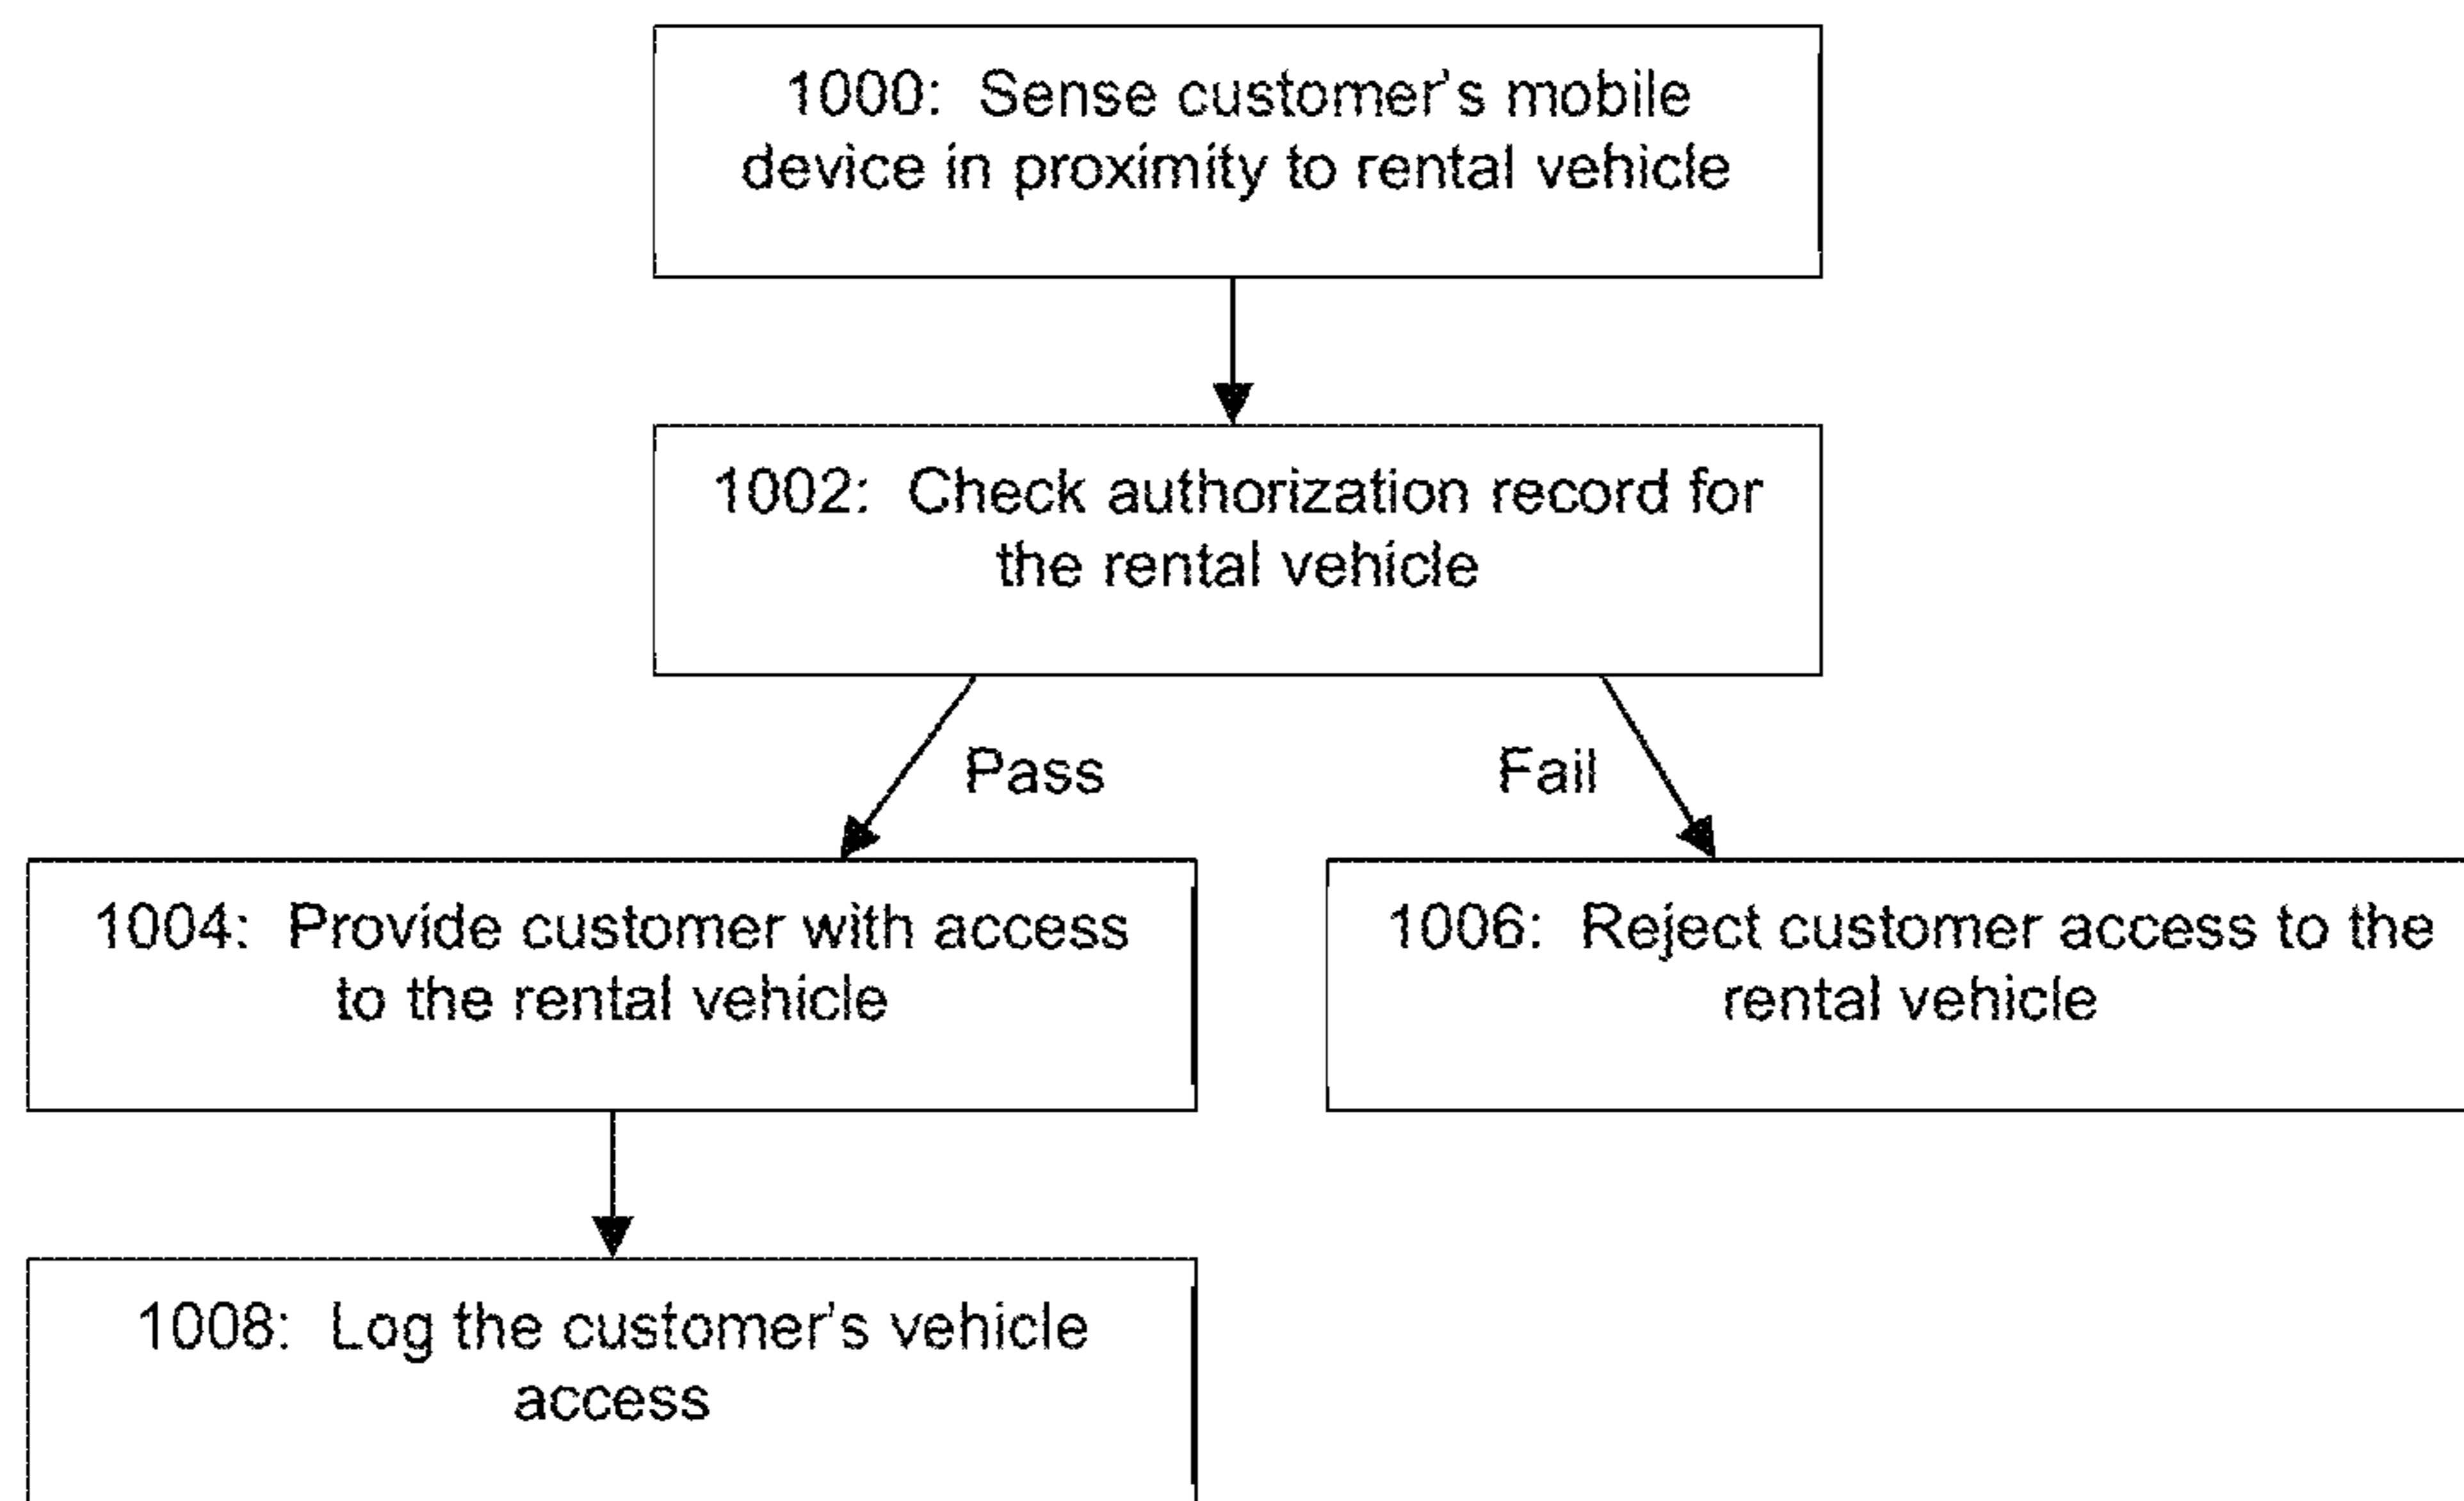 1000: Sense customer's mobile
device in proximity to rental vehicle
1002: Check authorization record for
the rental vehicle
Pass
Fail
1004: Provide customer with access
to the rental vehicle
1006: Reject customer access to the
rental vehicle
1008: Log the customer's vehicle
access